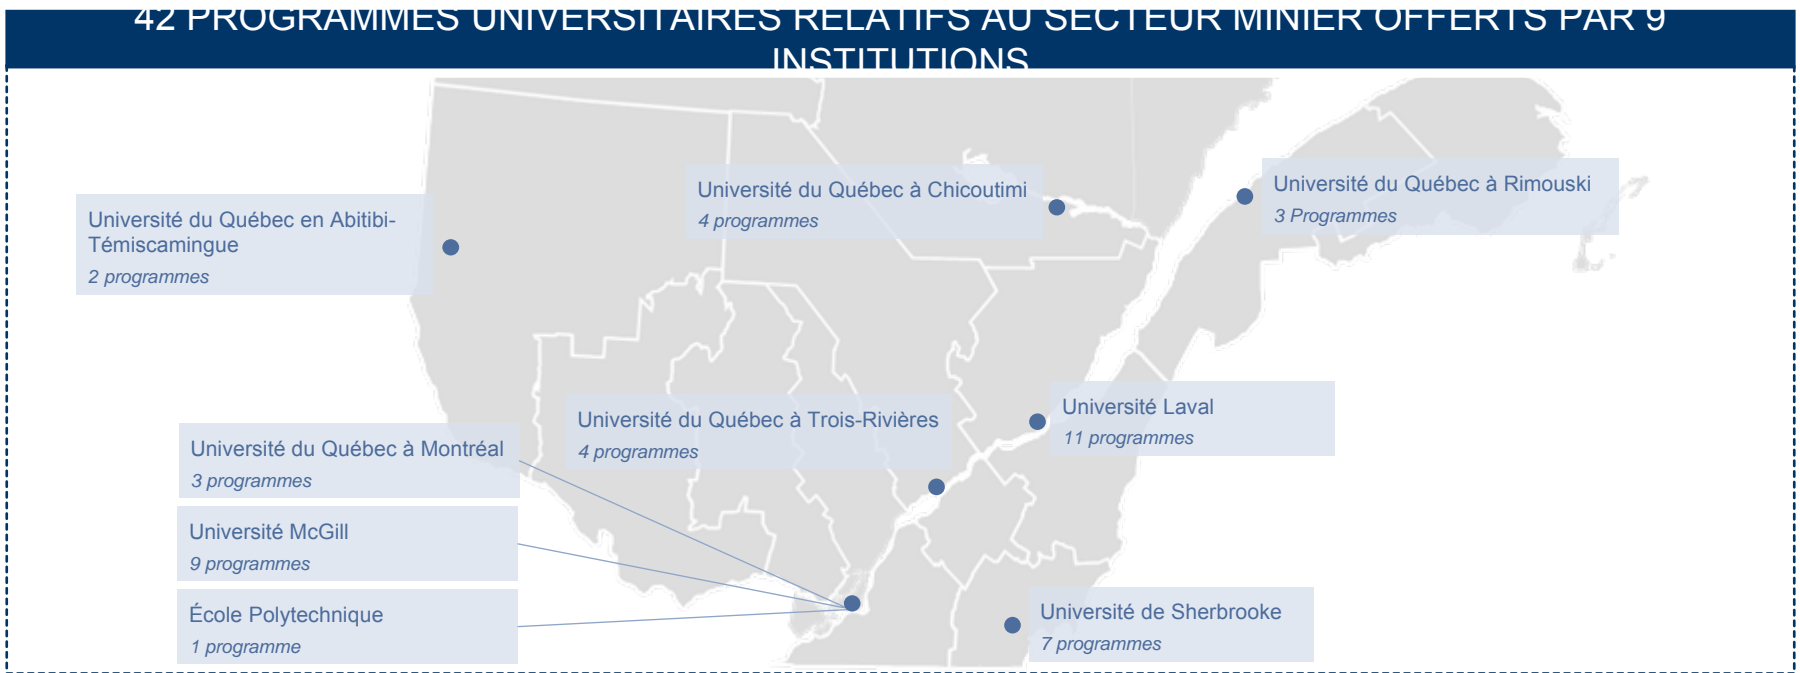 42 PROGRAMMES UNIVERSITAIRES RELATIFS AU SECTEUR MINIER OFFERTS PAR 9
INSTITUTIONS
Université du Québec en Abitibi-
Témiscamingue
2 programmes
Université du Québec à Chicoutimi
4 programmes
Université du Québec à Rimouski
3 Programmes
Université du Québec à Trois-Rivières
4 programmes
Université Laval
11 programmes
Université du Québec à Montréal
3 programmes
Université McGill
9 programmes
École Polytechnique
1 programme
Université de Sherbrooke
7 programmes